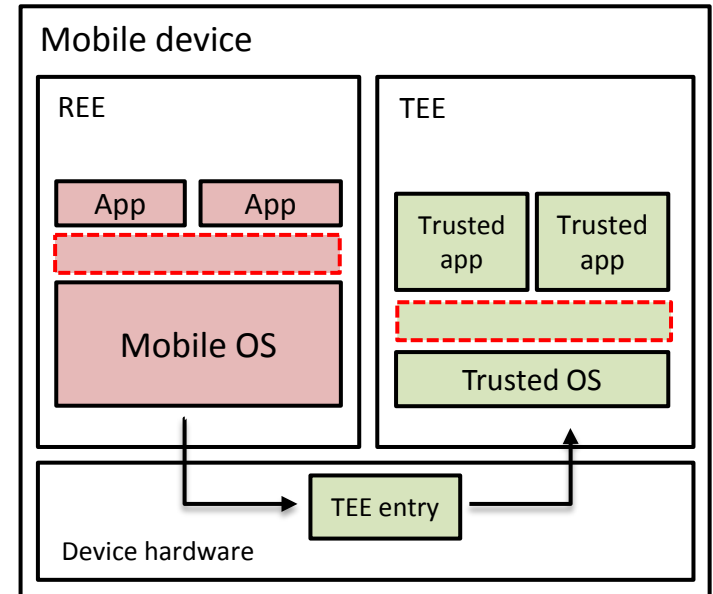 Mobile device
REE
TEE
App
App
Trusted
app
Trusted
app
Mobile OS
Trusted OS
TEE entry
Device hardware